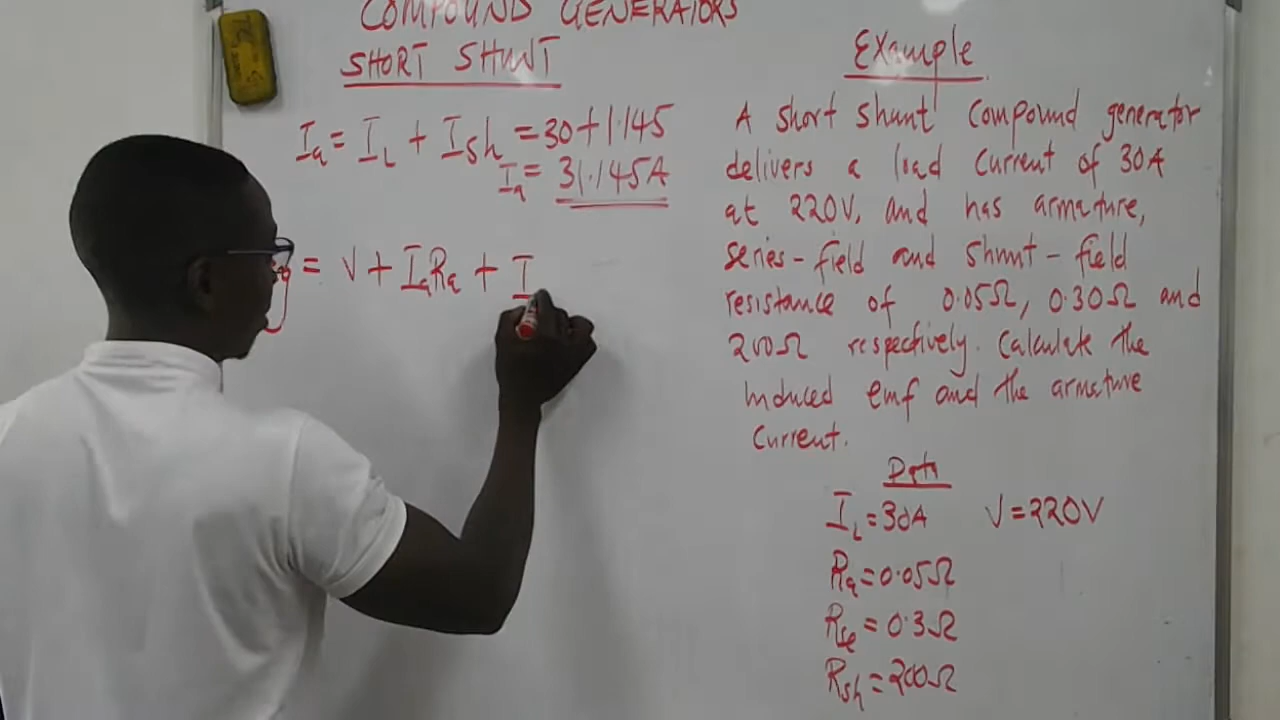 COMPOUND GENERATORS
SHORT SHUNT
Ia = IL + Ish = 30+1.145
Ia = 31.145A
g = V + IaRa + I
Example
A short shunt compound generator
delivers a load current of 30A
at 220V, and has armature,
series-field and shunt-field
resistance of 0.05Ω, 0.30Ω and
200Ω respectively. Calculate the
induced emf and the armature
current.
Data
IL = 30A V = 220V
Ra = 0.05Ω
Rse = 0.3Ω
Rsh = 200Ω